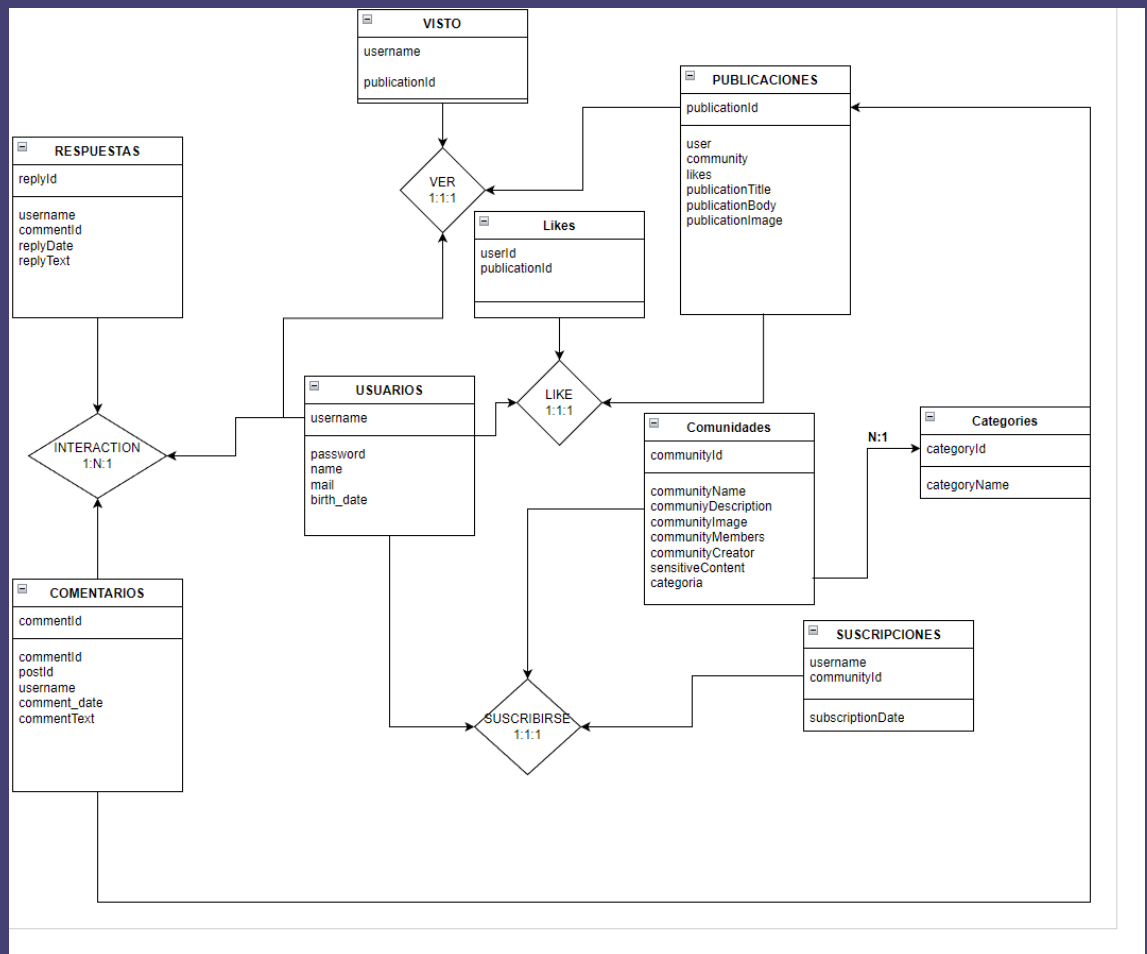 VISTO
username
publicationId
PUBLICACIONES
publicationId
user
community
likes
publicationTitle
publicationBody
publicationImage
RESPUESTAS
replyId
username
commentId
replyDate
replyText
VER
1:1:1
Likes
userId
publicationId
USUARIOS
username
password
name
mail
birth_date
LIKE
1:1:1
INTERACTION
1:N:1
Comunidades
communityId
communityName
communiyDescription
communityImage
communityMembers
communityCreator
sensitiveContent
categoria
N:1
Categories
categoryId
categoryName
COMENTARIOS
commentId
commentId
postId
username
comment_date
commentText
SUSCRIBIRSE
1:1:1
SUSCRIPCIONES
username
communityId
subscriptionDate